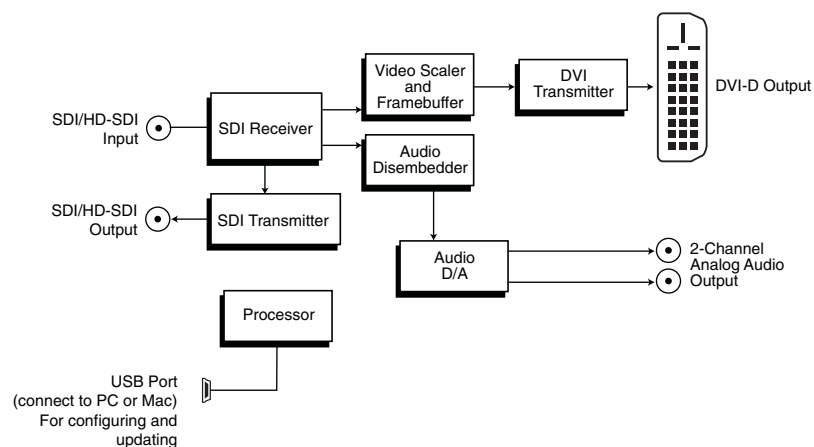 Video Scaler
and
Framebuffer
DVI
Transmitter
DVI-D Output
SDI/HD-SDI
Input
SDI Receiver
Audio
Disembedder
SDI/HD-SDI
Output
SDI Transmitter
Audio
D/A
2-Channel
Analog Audio
Output
Processor
USB Port
(connect to PC or Mac)
For configuring and
updating